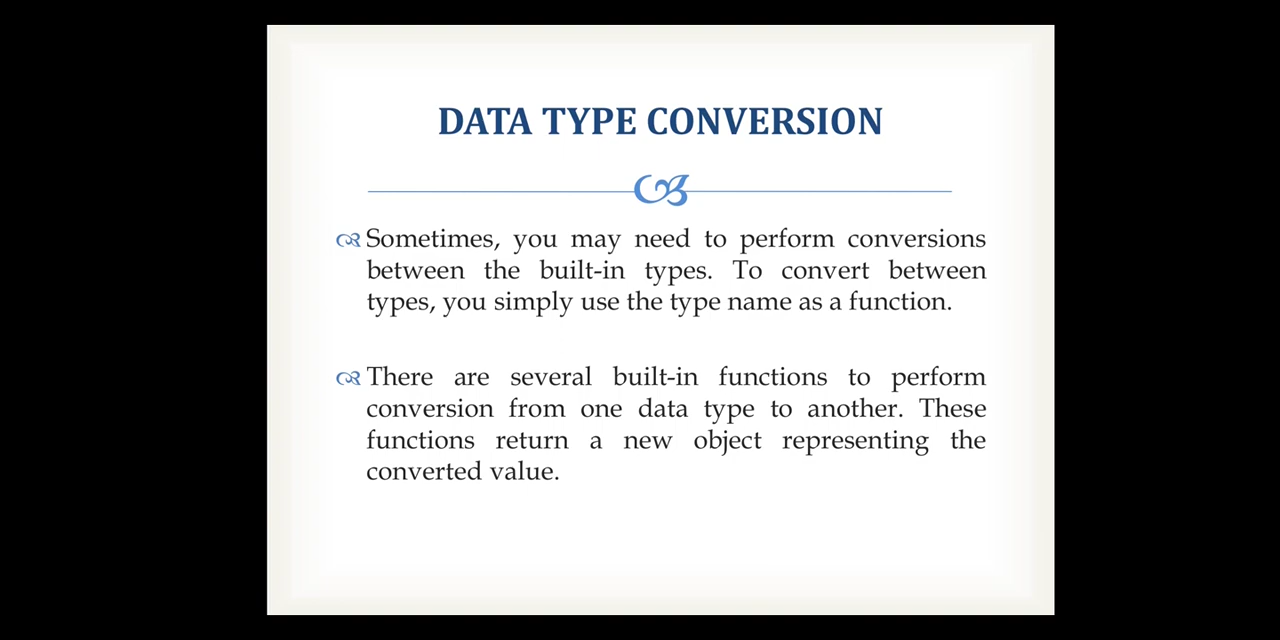 DATA TYPE CONVERSION
Sometimes, you may need to perform conversions
between the built-in types. To convert between
types, you simply use the type name as a function.
There are several built-in functions to perform
conversion from one data type to another. These
functions return a new object representing the
converted value.